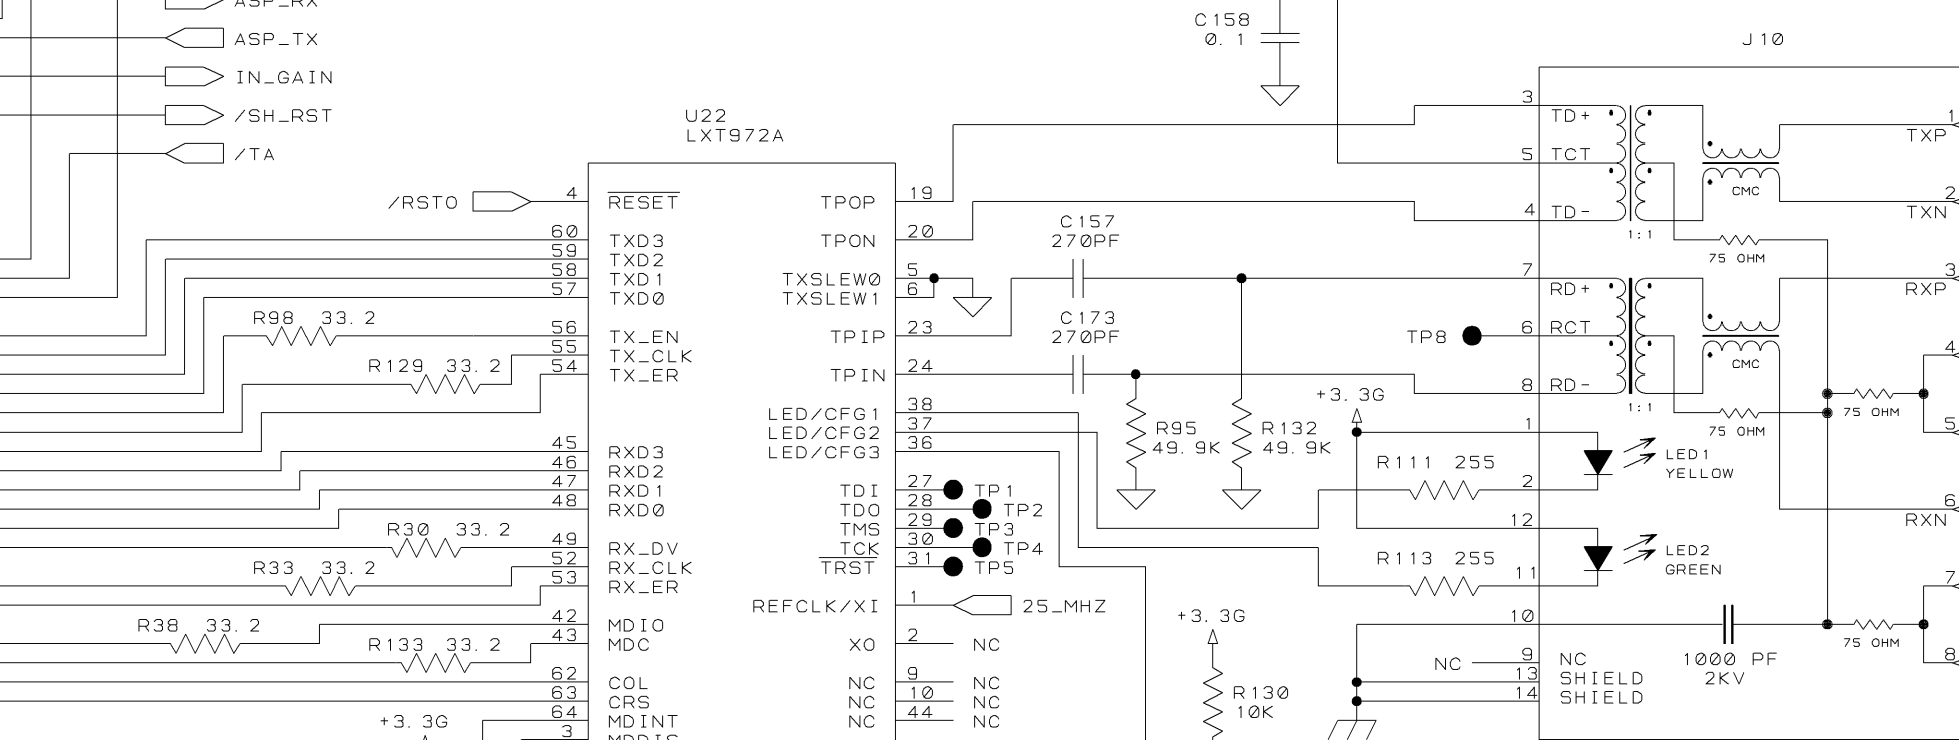 ASP_RX
ASP_TX
IN_GAIN
/SH_RST
/TA
C158
0.1
J10
U22
LXT972A
/RSTO
4 RESET
60 TXD3
59 TXD2
58 TXD1
57 TXD0
R98 33.2
56 TX_EN
55 TX_CLK
R129 33.2
54 TX_ER
45 RXD3
46 RXD2
47 RXD1
48 RXD0
R30 33.2
49 RX_DV
R33 33.2
52 RX_CLK
53 RX_ER
R38 33.2
42 MDIO
43 MDC
R133 33.2
62 COL
63 CRS
64 MDINT
+3.3G
3 MDDIS
TPOP 19
TPON 20
TXSLEW0 5
TXSLEW1 6
TPIP 23
TPIN 24
LED/CFG1 38
LED/CFG2 37
LED/CFG3 36
TDI 27 TP1
TDO 28 TP2
TMS 29 TP3
TCK 30 TP4
TRST 31 TP5
REFCLK/XI 1 25_MHZ
XO 2 NC
NC 9 NC
NC 10 NC
NC 44 NC
C157
270PF
C173
270PF
R95
49.9K
R132
49.9K
TP8
+3.3G
R111 255
R113 255
+3.3G
R130
10K
3 TD+
5 TCT
4 TD-
1:1
CMC
75 OHM
7 RD+
6 RCT
8 RD-
1:1
CMC
75 OHM
1
2
LED1
YELLOW
12
11
LED2
GREEN
10
1000 PF
2KV
NC 9 NC
13 SHIELD
14 SHIELD
1
TXP
2
TXN
3
RXP
4
75 OHM
5
6
RXN
7
75 OHM
8